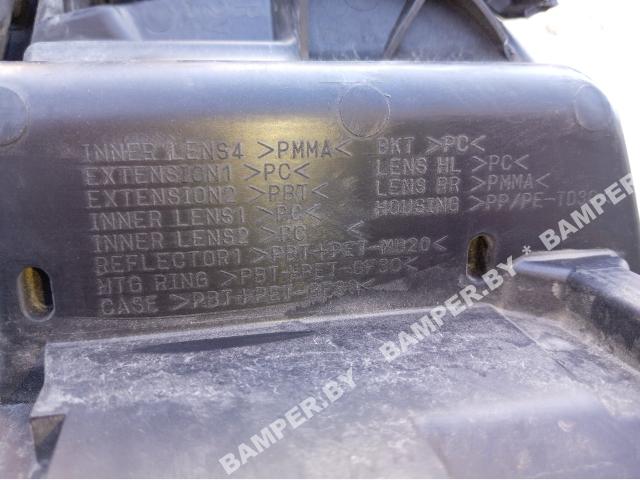 INNER LENS4 >PMMA<
EXTENSION1 >PC<
EXTENSION2 >PBT<
INNER LENS1 >PC<
INNER LENS2 >PC <
REFLECTOR1 >PBT+PET-MD20<
MTG RING >PBT+PET-GF30<
CASE >PBT+PET-GF30<
BKT >PC<
LENS HL >PC<
LENS RR >PMMA<
HOUSING >PP/PE-TD30
BAMPER.BY * BAMPER.BY * BAMPER.BY * BAMPER